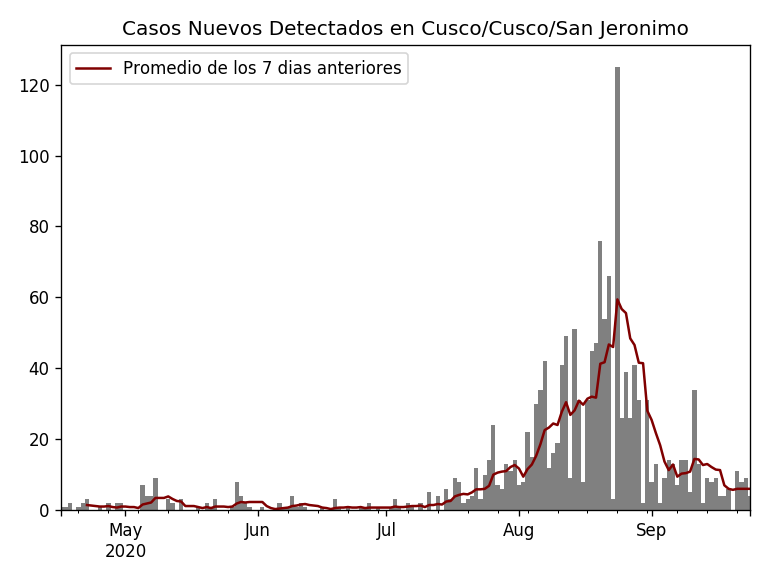 Casos Nuevos Detectados en Cusco/Cusco/San Jeronimo
Promedio de los 7 dias anteriores
120
100
80
60
40
20
0
May Jun Jul Aug Sep
2020